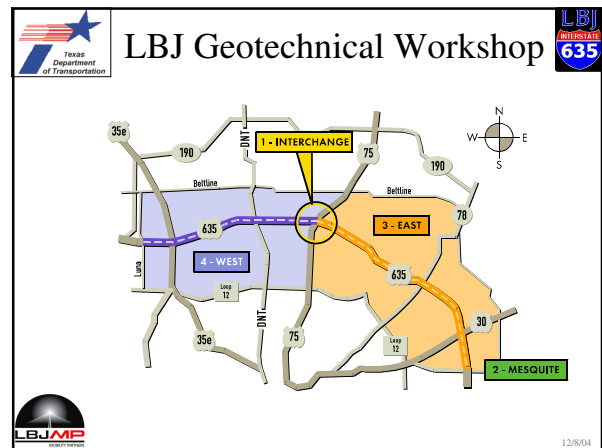 Texas
Department
of Transportation
LBJ Geotechnical Workshop
LBJ
INTERSTATE
635
35e
190
DNT
1 - INTERCHANGE
75
190
N
W E
S
Beltline
Beltline
78
635
3 - EAST
4 - WEST
Luna
635
Loop
12
DNT
35e
75
Loop
12
30
2 - MESQUITE
LBJMP
MOBILITY PARTNERS
12/8/04